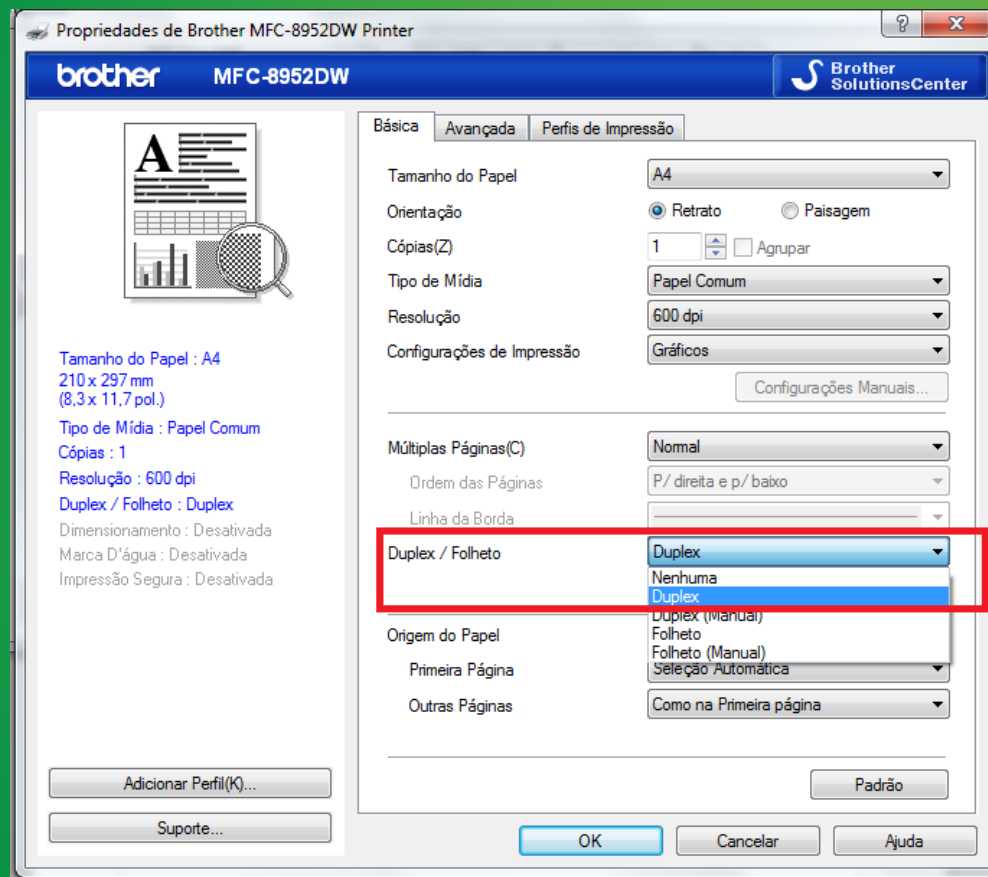 Propriedades de Brother MFC-8952DW Printer
brother MFC-8952DW
Brother
SolutionsCenter
A
Tamanho do Papel : A4
210 x 297 mm
(8,3 x 11,7 pol.)
Tipo de Mídia : Papel Comum
Cópias : 1
Resolução : 600 dpi
Duplex / Folheto : Duplex
Dimensionamento : Desativada
Marca D'água : Desativada
Impressão Segura : Desativada
Adicionar Perfil(K)...
Suporte...
Básica Avançada Perfis de Impressão
Tamanho do Papel A4
Orientação Retrato Paisagem
Cópias(Z) 1 Agrupar
Tipo de Mídia Papel Comum
Resolução 600 dpi
Configurações de Impressão Gráficos
Configurações Manuais...
Múltiplas Páginas(C) Normal
Ordem das Páginas P/ direita e p/ baixo
Linha da Borda
Duplex / Folheto Duplex
Nenhuma
Duplex
Duplex (Manual)
Folheto
Folheto (Manual)
Origem do Papel
Primeira Página Seleção Automática
Outras Páginas Como na Primeira página
Padrão
OK Cancelar Ajuda